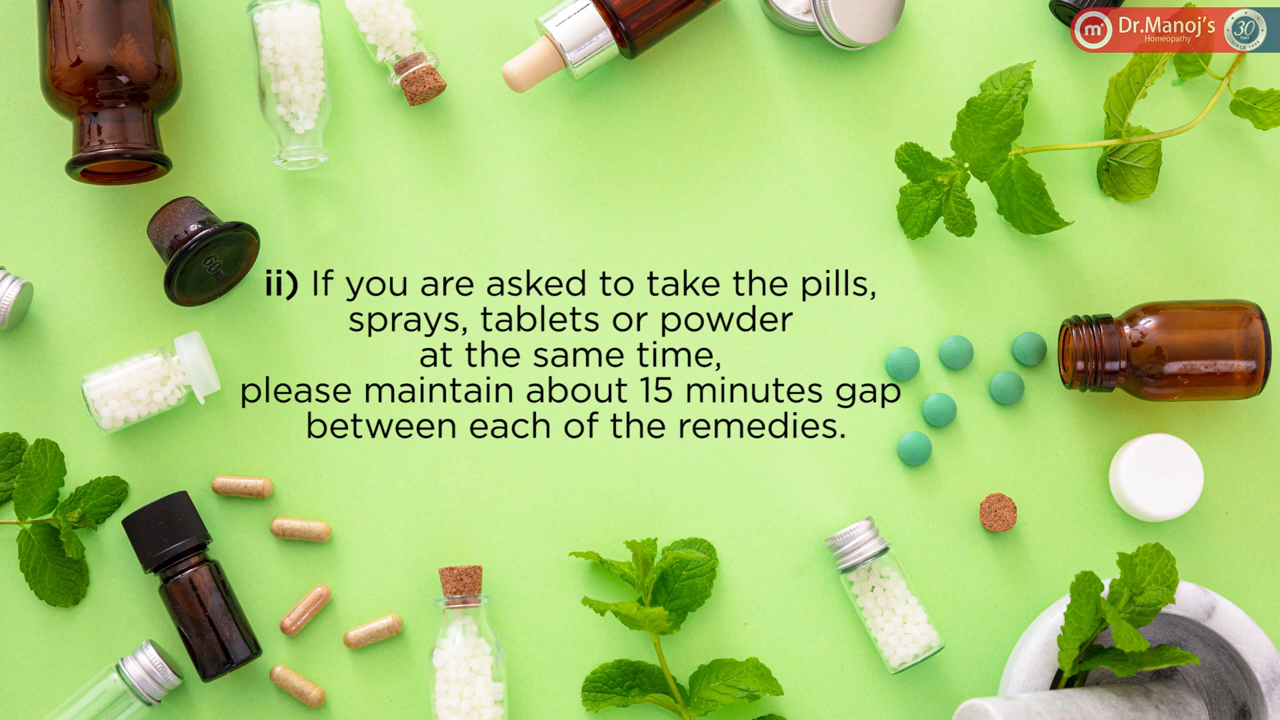 Dr.Manoj's
Homeopathy
30
ii) If you are asked to take the pills,
sprays, tablets or powder
at the same time,
please maintain about 15 minutes gap
between each of the remedies.